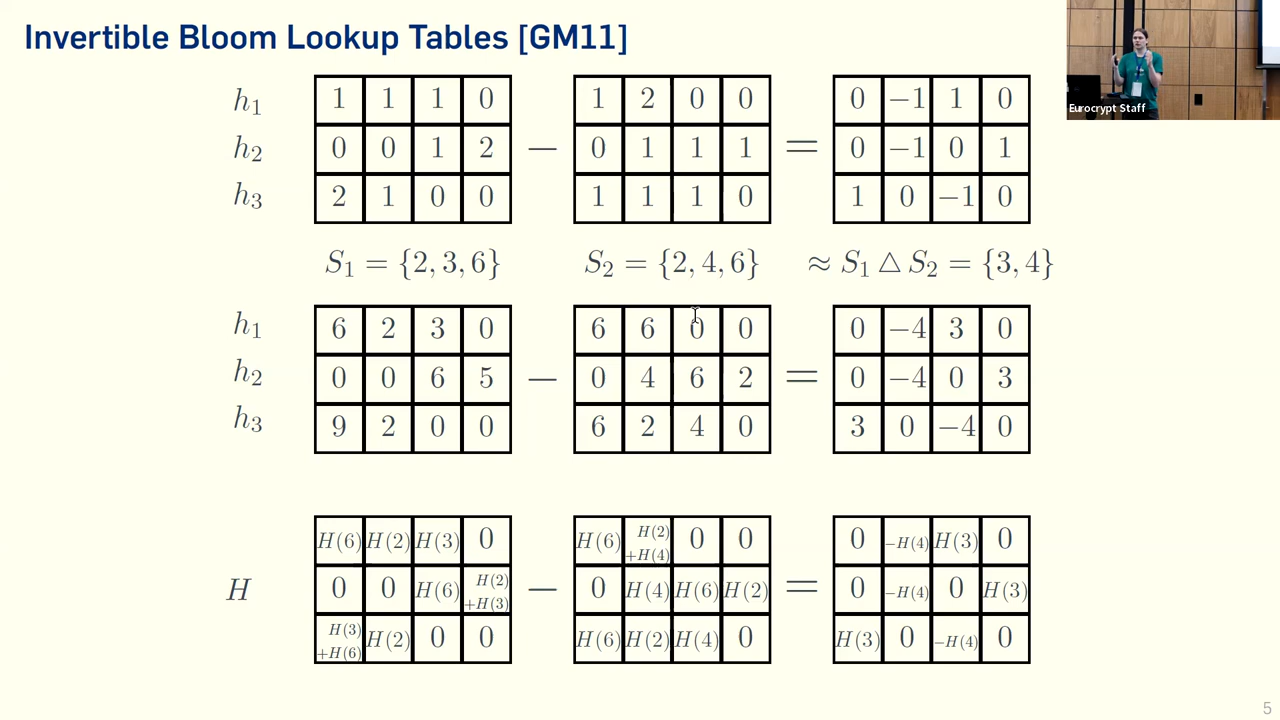 Invertible Bloom Lookup Tables [GM11]
Eurocrypt Staff
h₁ 1 1 1 0 1 2 0 0 0 −1 1 0
h₂ 0 0 1 2 − 0 1 1 1 = 0 −1 0 1
h₃ 2 1 0 0 1 1 1 0 1 0 −1 0
S₁ = {2, 3, 6} S₂ = {2, 4, 6} ≈ S₁ △ S₂ = {3, 4}
h₁ 6 2 3 0 6 6 0 0 0 −4 3 0
h₂ 0 0 6 5 − 0 4 6 2 = 0 −4 0 3
h₃ 9 2 0 0 6 2 4 0 3 0 −4 0
H(6) H(2) H(3) 0 H(6) H(2)+H(4) 0 0 0 −H(4) H(3) 0
H 0 0 H(6) H(2)+H(3) − 0 H(4) H(6) H(2) = 0 −H(4) 0 H(3)
H(3)+H(6) H(2) 0 0 H(6) H(2) H(4) 0 H(3) 0 −H(4) 0
5